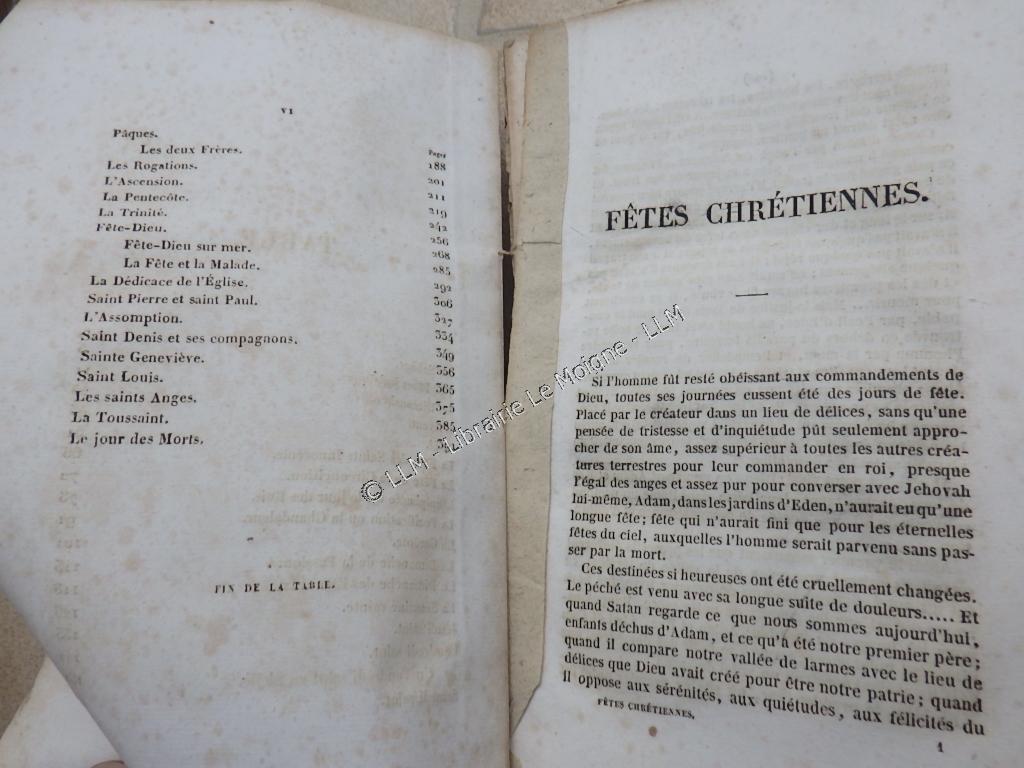 VI
Pages
Pâques.
Les deux Frères. 188
Les Rogations. 201
L'Ascension. 211
La Pentecôte. 219
La Trinité. 242
Fête-Dieu. 256
Fête-Dieu sur mer. 268
La Fête et la Malade. 285
La Dédicace de l'Église. 292
Saint Pierre et saint Paul. 306
L'Assomption. 327
Saint Denis et ses compagnons. 334
Sainte Geneviève. 349
Saint Louis. 356
Les saints Anges. 365
La Toussaint. 375
Le jour des Morts. 385
FIN DE LA TABLE.
FÊTES CHRÉTIENNES.
Si l'homme fût resté obéissant aux commandements de
Dieu, toutes ses journées eussent été des jours de fête.
Placé par le créateur dans un lieu de délices, sans qu'une
pensée de tristesse et d'inquiétude pût seulement appro-
cher de son âme, assez supérieur à toutes les autres créa-
tures terrestres pour leur commander en roi, presque
l'égal des anges et assez pur pour converser avec Jehovah
lui-même, Adam, dans les jardins d'Eden, n'aurait eu qu'une
longue fête; fête qui n'aurait fini que pour les éternelles
fêtes du ciel, auxquelles l'homme serait parvenu sans pas-
ser par la mort.
Ces destinées si heureuses ont été cruellement changées.
Le péché est venu avec sa longue suite de douleurs..... Et
quand Satan regarde ce que nous sommes aujourd'hui,
enfants déchus d'Adam, et ce qu'a été notre premier père;
quand il compare notre vallée de larmes avec le lieu de
délices que Dieu avait créé pour être notre patrie; quand
il oppose aux sérénités, aux quiétudes, aux félicités du
FÊTES CHRÉTIENNES.
1
© LLM - Librairie Le Moigne - LLM